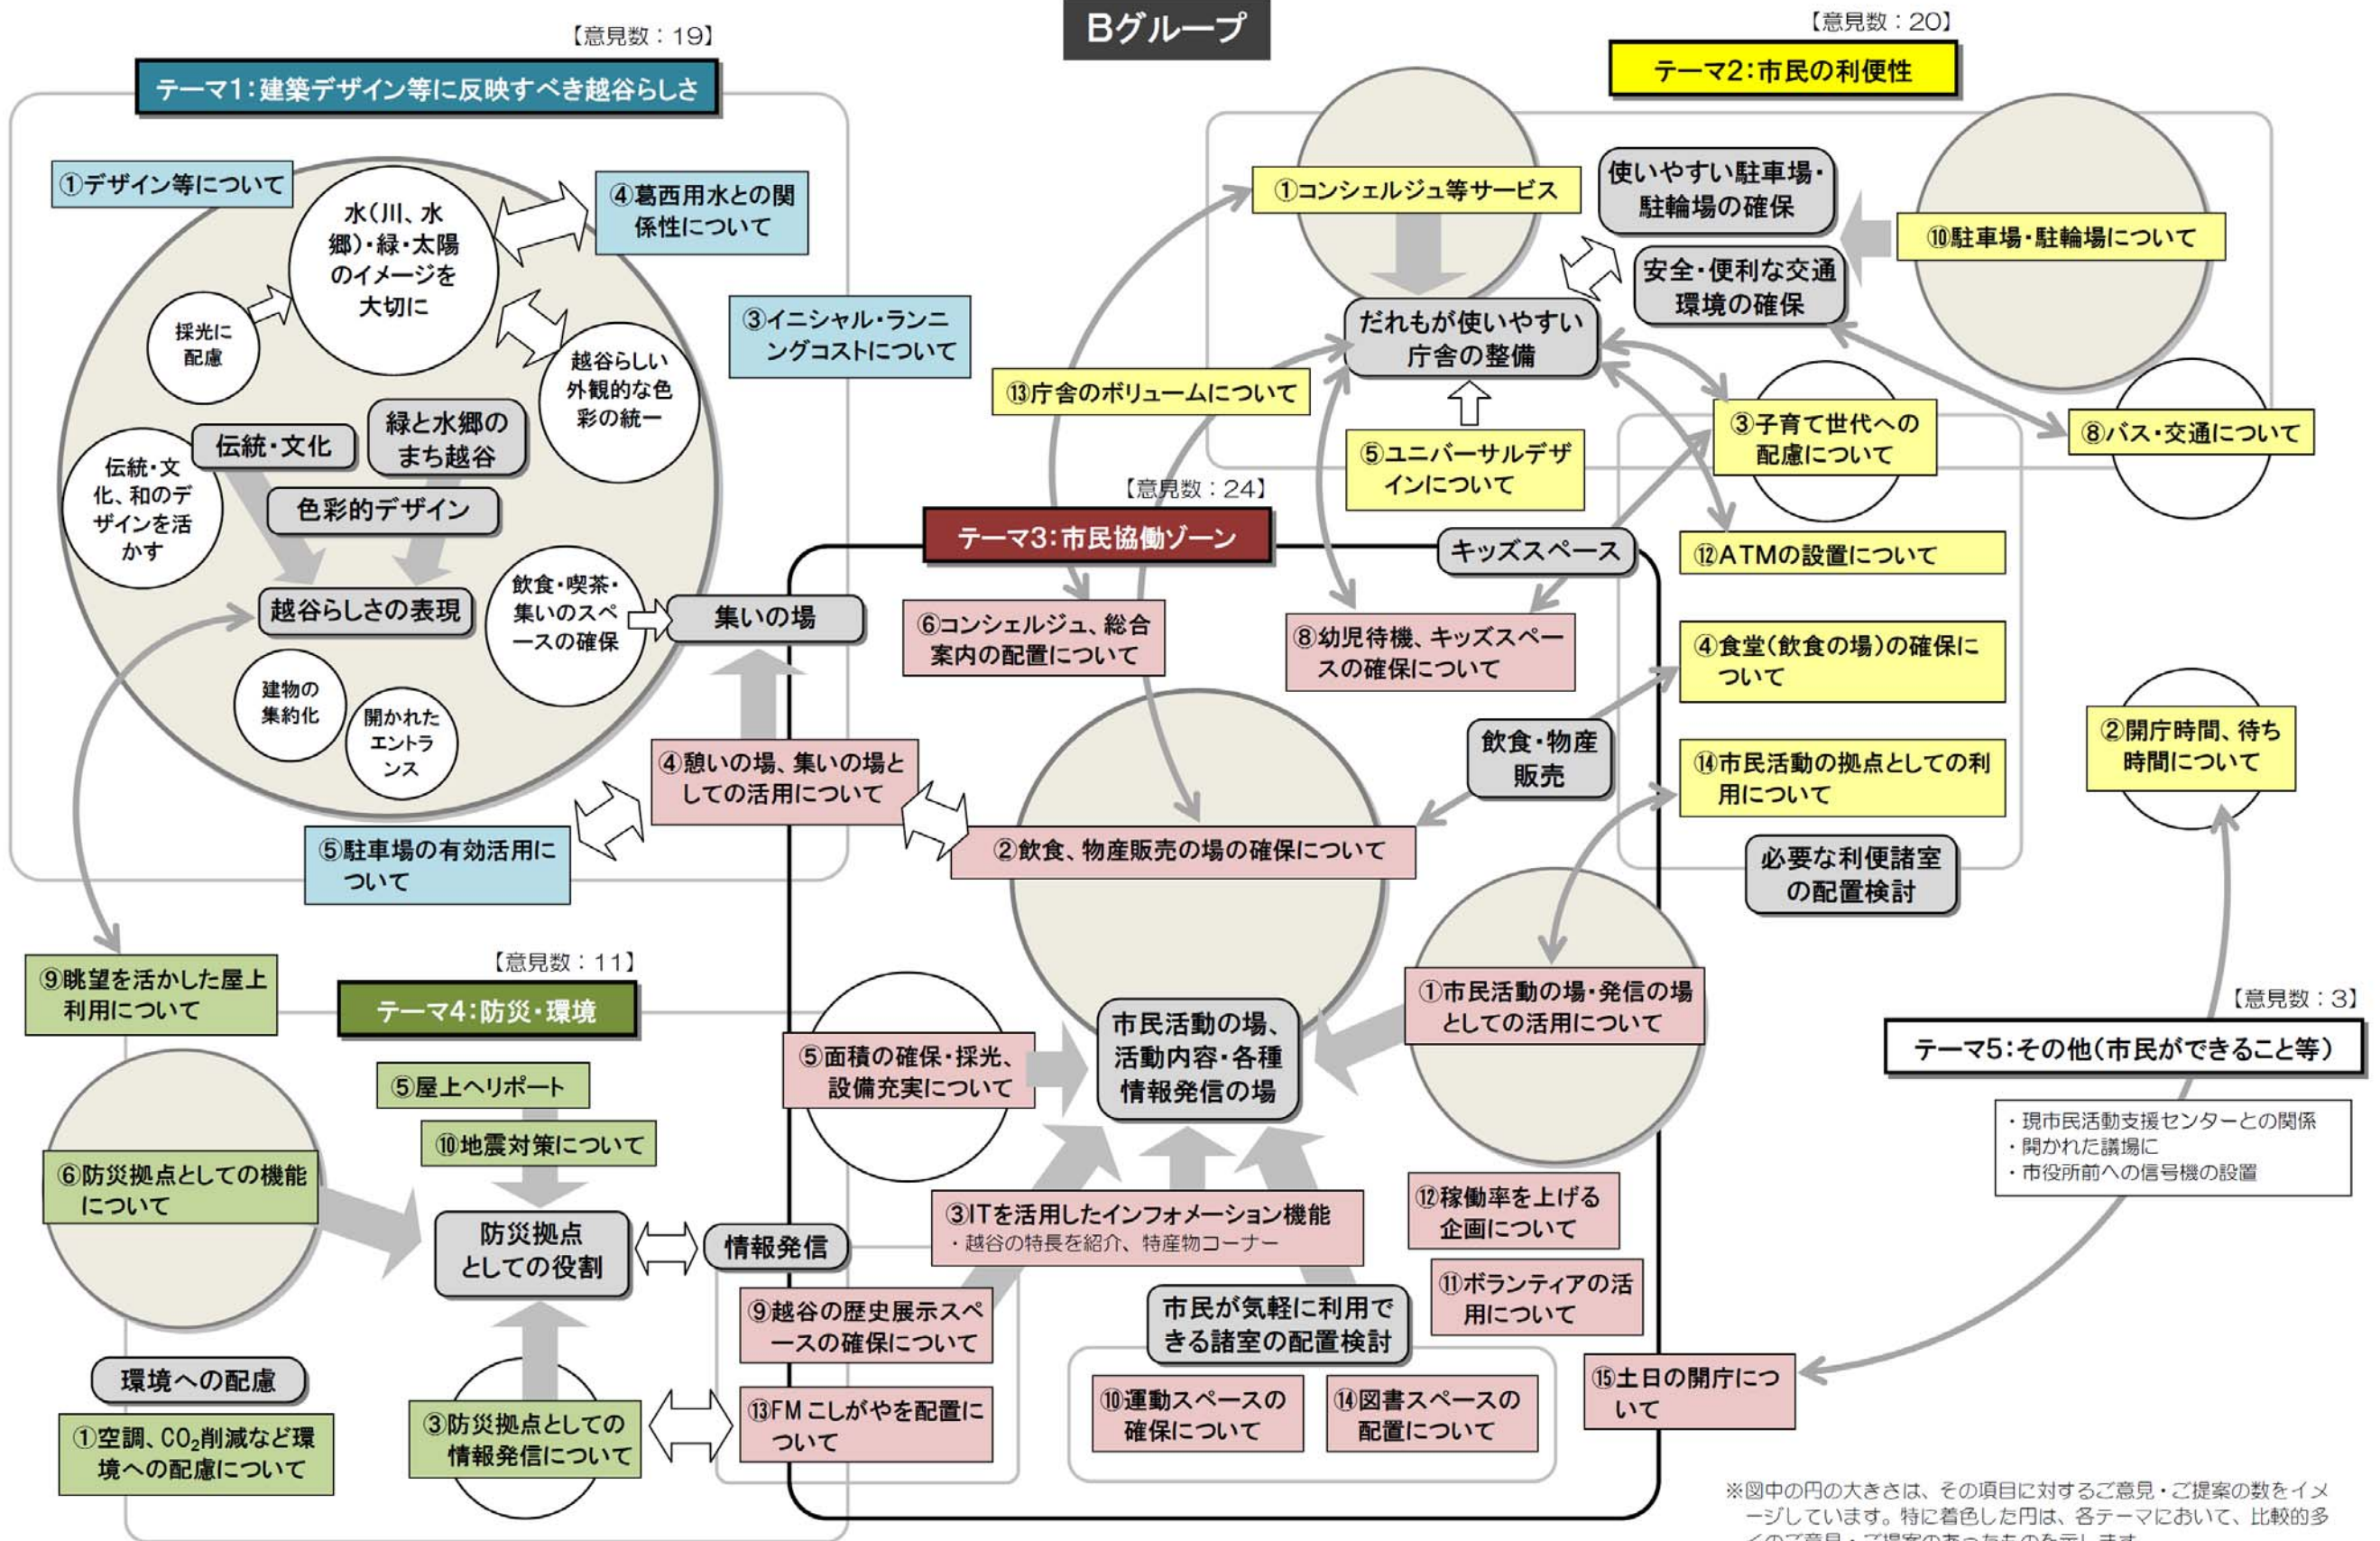 Bグループ
【意見数：19】
テーマ1：建築デザイン等に反映すべき越谷らしさ
①デザイン等について
水（川、水
郷）・緑・太陽
のイメージを
大切に
④葛西用水との関
係性について
採光に
配慮
③イニシャル・ランニ
ングコストについて
越谷らしい
外観的な色
彩の統一
伝統・文化
緑と水郷の
まち越谷
伝統・文
化、和のデ
ザインを活
かす
色彩的デザイン
越谷らしさの表現
飲食・喫茶・
集いのスペ
ースの確保
集いの場
建物の
集約化
開かれた
エントラ
ンス
⑤駐車場の有効活用に
ついて
【意見数：20】
テーマ2：市民の利便性
①コンシェルジュ等サービス
使いやすい駐車場・
駐輪場の確保
⑩駐車場・駐輪場について
安全・便利な交通
環境の確保
だれもが使いやすい
庁舎の整備
⑬庁舎のボリュームについて
⑤ユニバーサルデザ
インについて
③子育て世代への
配慮について
⑧バス・交通について
⑫ATMの設置について
④食堂（飲食の場）の確保に
ついて
⑭市民活動の拠点としての利
用について
必要な利便諸室
の配置検討
②開庁時間、待ち
時間について
【意見数：24】
テーマ3：市民協働ゾーン
キッズスペース
⑥コンシェルジュ、総合
案内の配置について
⑧幼児待機、キッズスペー
スの確保について
飲食・物産
販売
④憩いの場、集いの場と
しての活用について
②飲食、物産販売の場の確保について
①市民活動の場・発信の場
としての活用について
⑤面積の確保・採光、
設備充実について
市民活動の場、
活動内容・各種
情報発信の場
③ITを活用したインフォメーション機能
・越谷の特長を紹介、特産物コーナー
⑫稼働率を上げる
企画について
⑪ボランティアの活
用について
市民が気軽に利用で
きる諸室の配置検討
⑨越谷の歴史展示スペ
ースの確保について
⑬FMこしがやを配置に
ついて
⑩運動スペースの
確保について
⑭図書スペースの
配置について
⑮土日の開庁につ
いて
【意見数：11】
テーマ4：防災・環境
⑨眺望を活かした屋上
利用について
⑤屋上ヘリポート
⑩地震対策について
⑥防災拠点としての機能
について
防災拠点
としての役割
情報発信
環境への配慮
①空調、CO₂削減など環
境への配慮について
③防災拠点としての
情報発信について
【意見数：3】
テーマ5：その他（市民ができること等）
・現市民活動支援センターとの関係
・開かれた議場に
・市役所前への信号機の設置
※図中の円の大きさは、その項目に対するご意見・ご提案の数をイメ
ージしています。特に着色した円は、各テーマにおいて、比較的多
くのご意見・ご提案のあったものを示します